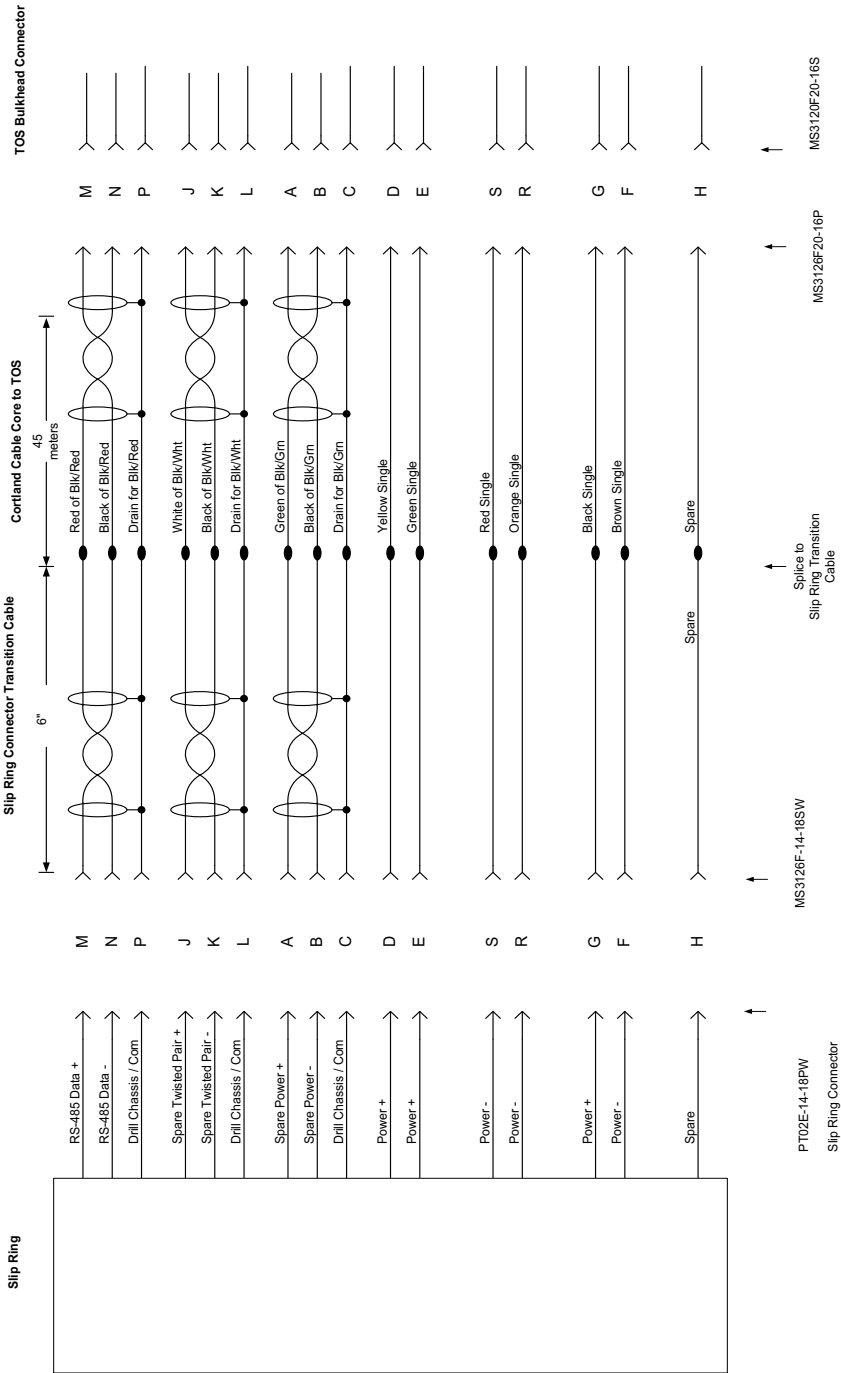 Slip Ring
Slip Ring Connector Transition Cable
Cortland Cable Core to TOS
TOS Bulkhead Connector
6"
45
meters
RS-485 Data +
M
Red of Blk/Red
M
RS-485 Data -
N
Black of Blk/Red
N
Drill Chassis / Com
P
Drain for Blk/Red
P
Spare Twisted Pair +
J
White of Blk/Wht
J
Spare Twisted Pair -
K
Black of Blk/Wht
K
Drill Chassis / Com
L
Drain for Blk/Wht
L
Spare Power +
A
Green of Blk/Grn
A
Spare Power -
B
Black of Blk/Grn
B
Drill Chassis / Com
C
Drain for Blk/Grn
C
Power +
D
Yellow Single
D
Power +
E
Green Single
E
Power -
S
Red Single
S
Power -
R
Orange Single
R
Power +
G
Black Single
G
Power -
F
Brown Single
F
Spare
H
Spare
Spare
H
PT02E-14-18PW
Slip Ring Connector
MS3126F-14-18SW
Splice to
Slip Ring Transition
Cable
MS3126F20-16P
MS3120F20-16S